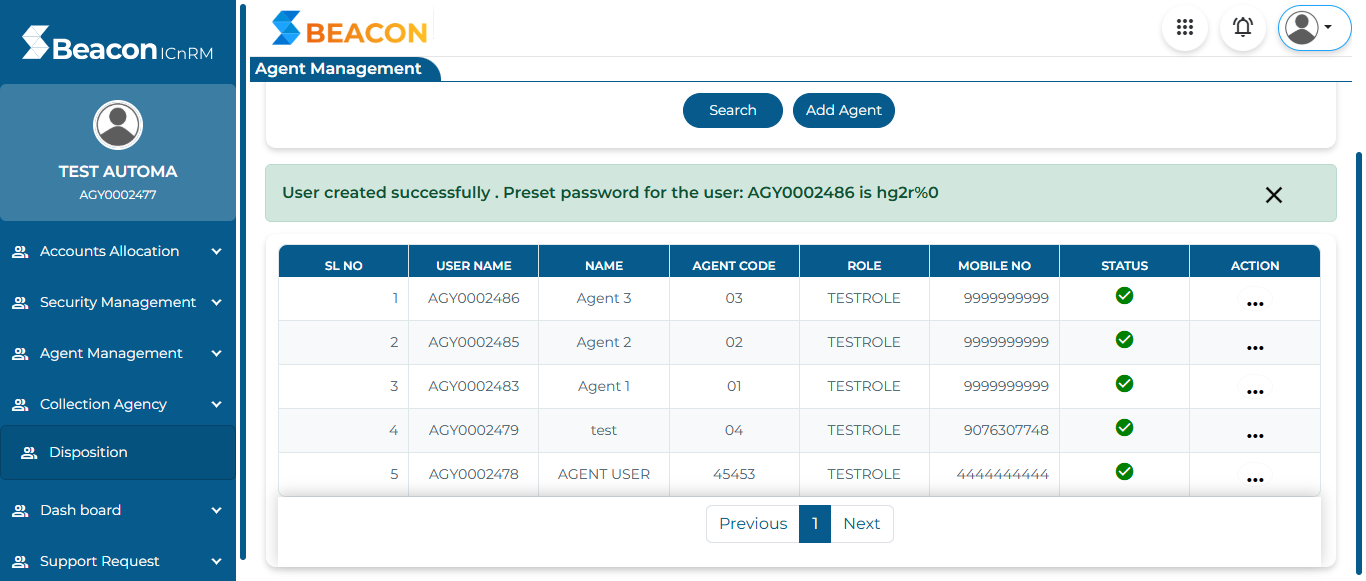 Beacon ICnRM
TEST AUTOMA
AGY0002477
Accounts Allocation
Security Management
Agent Management
Collection Agency
Disposition
Dash board
Support Request
BEACON
Agent Management
Search Add Agent
User created successfully . Preset password for the user: AGY0002486 is hg2r%0
SL NO USER NAME NAME AGENT CODE ROLE MOBILE NO STATUS ACTION
1 AGY0002486 Agent 3 03 TESTROLE 9999999999
2 AGY0002485 Agent 2 02 TESTROLE 9999999999
3 AGY0002483 Agent 1 01 TESTROLE 9999999999
4 AGY0002479 test 04 TESTROLE 9076307748
5 AGY0002478 AGENT USER 45453 TESTROLE 4444444444
Previous 1 Next